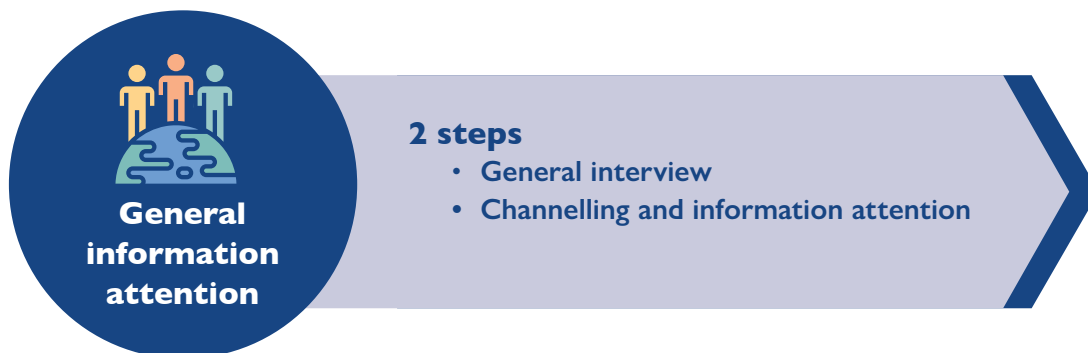 General
information
attention
2 steps
• General interview
• Channelling and information attention